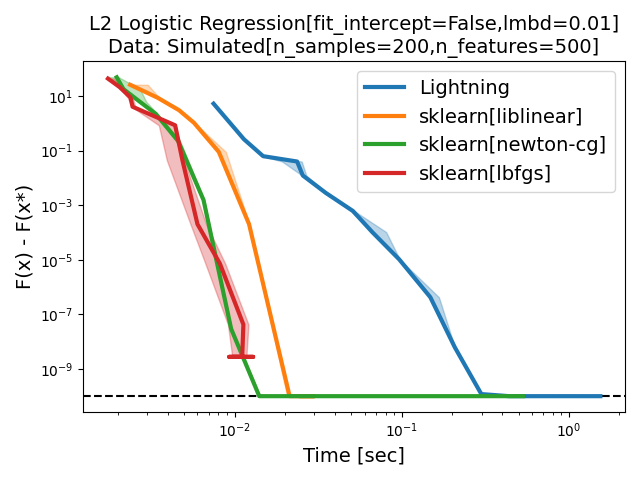 L2 Logistic Regression[fit_intercept=False,lmbd=0.01]
Data: Simulated[n_samples=200,n_features=500]
F(x) - F(x*)
10^1
10^-1
10^-3
10^-5
10^-7
10^-9
Lightning
sklearn[liblinear]
sklearn[newton-cg]
sklearn[lbfgs]
10^-2
10^-1
10^0
Time [sec]